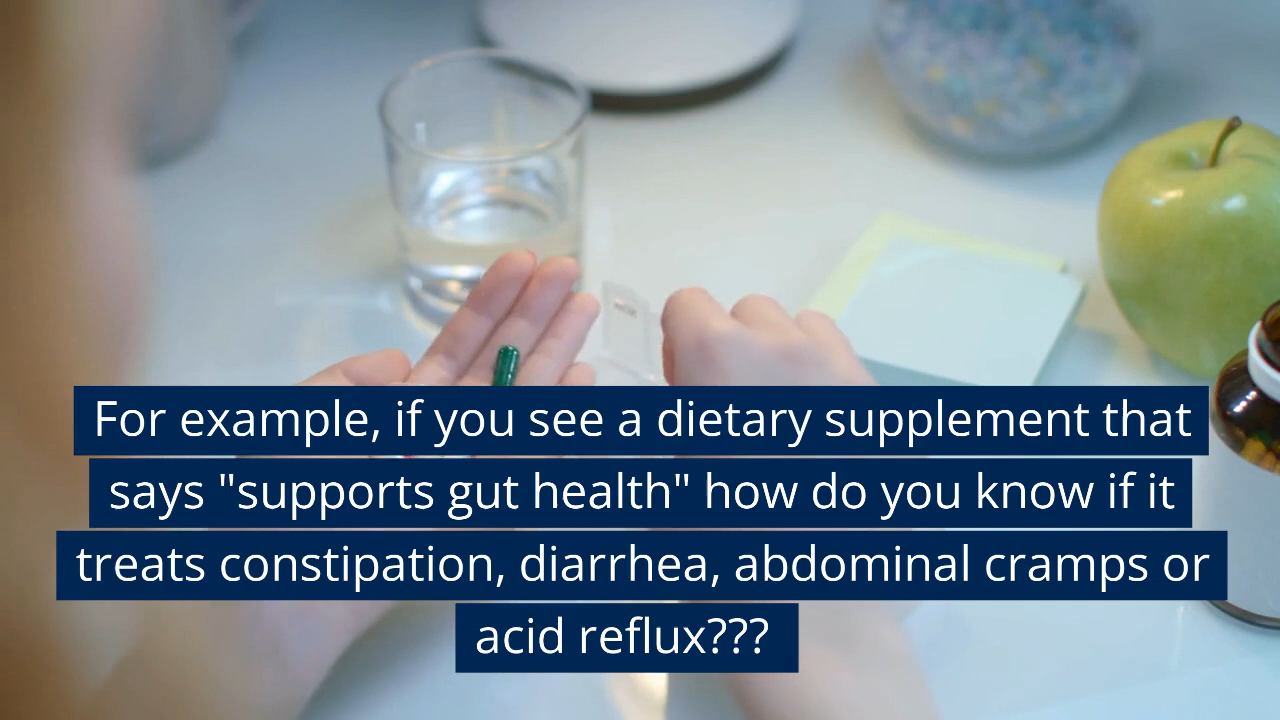 For example, if you see a dietary supplement that
says "supports gut health" how do you know if it
treats constipation, diarrhea, abdominal cramps or
acid reflux???